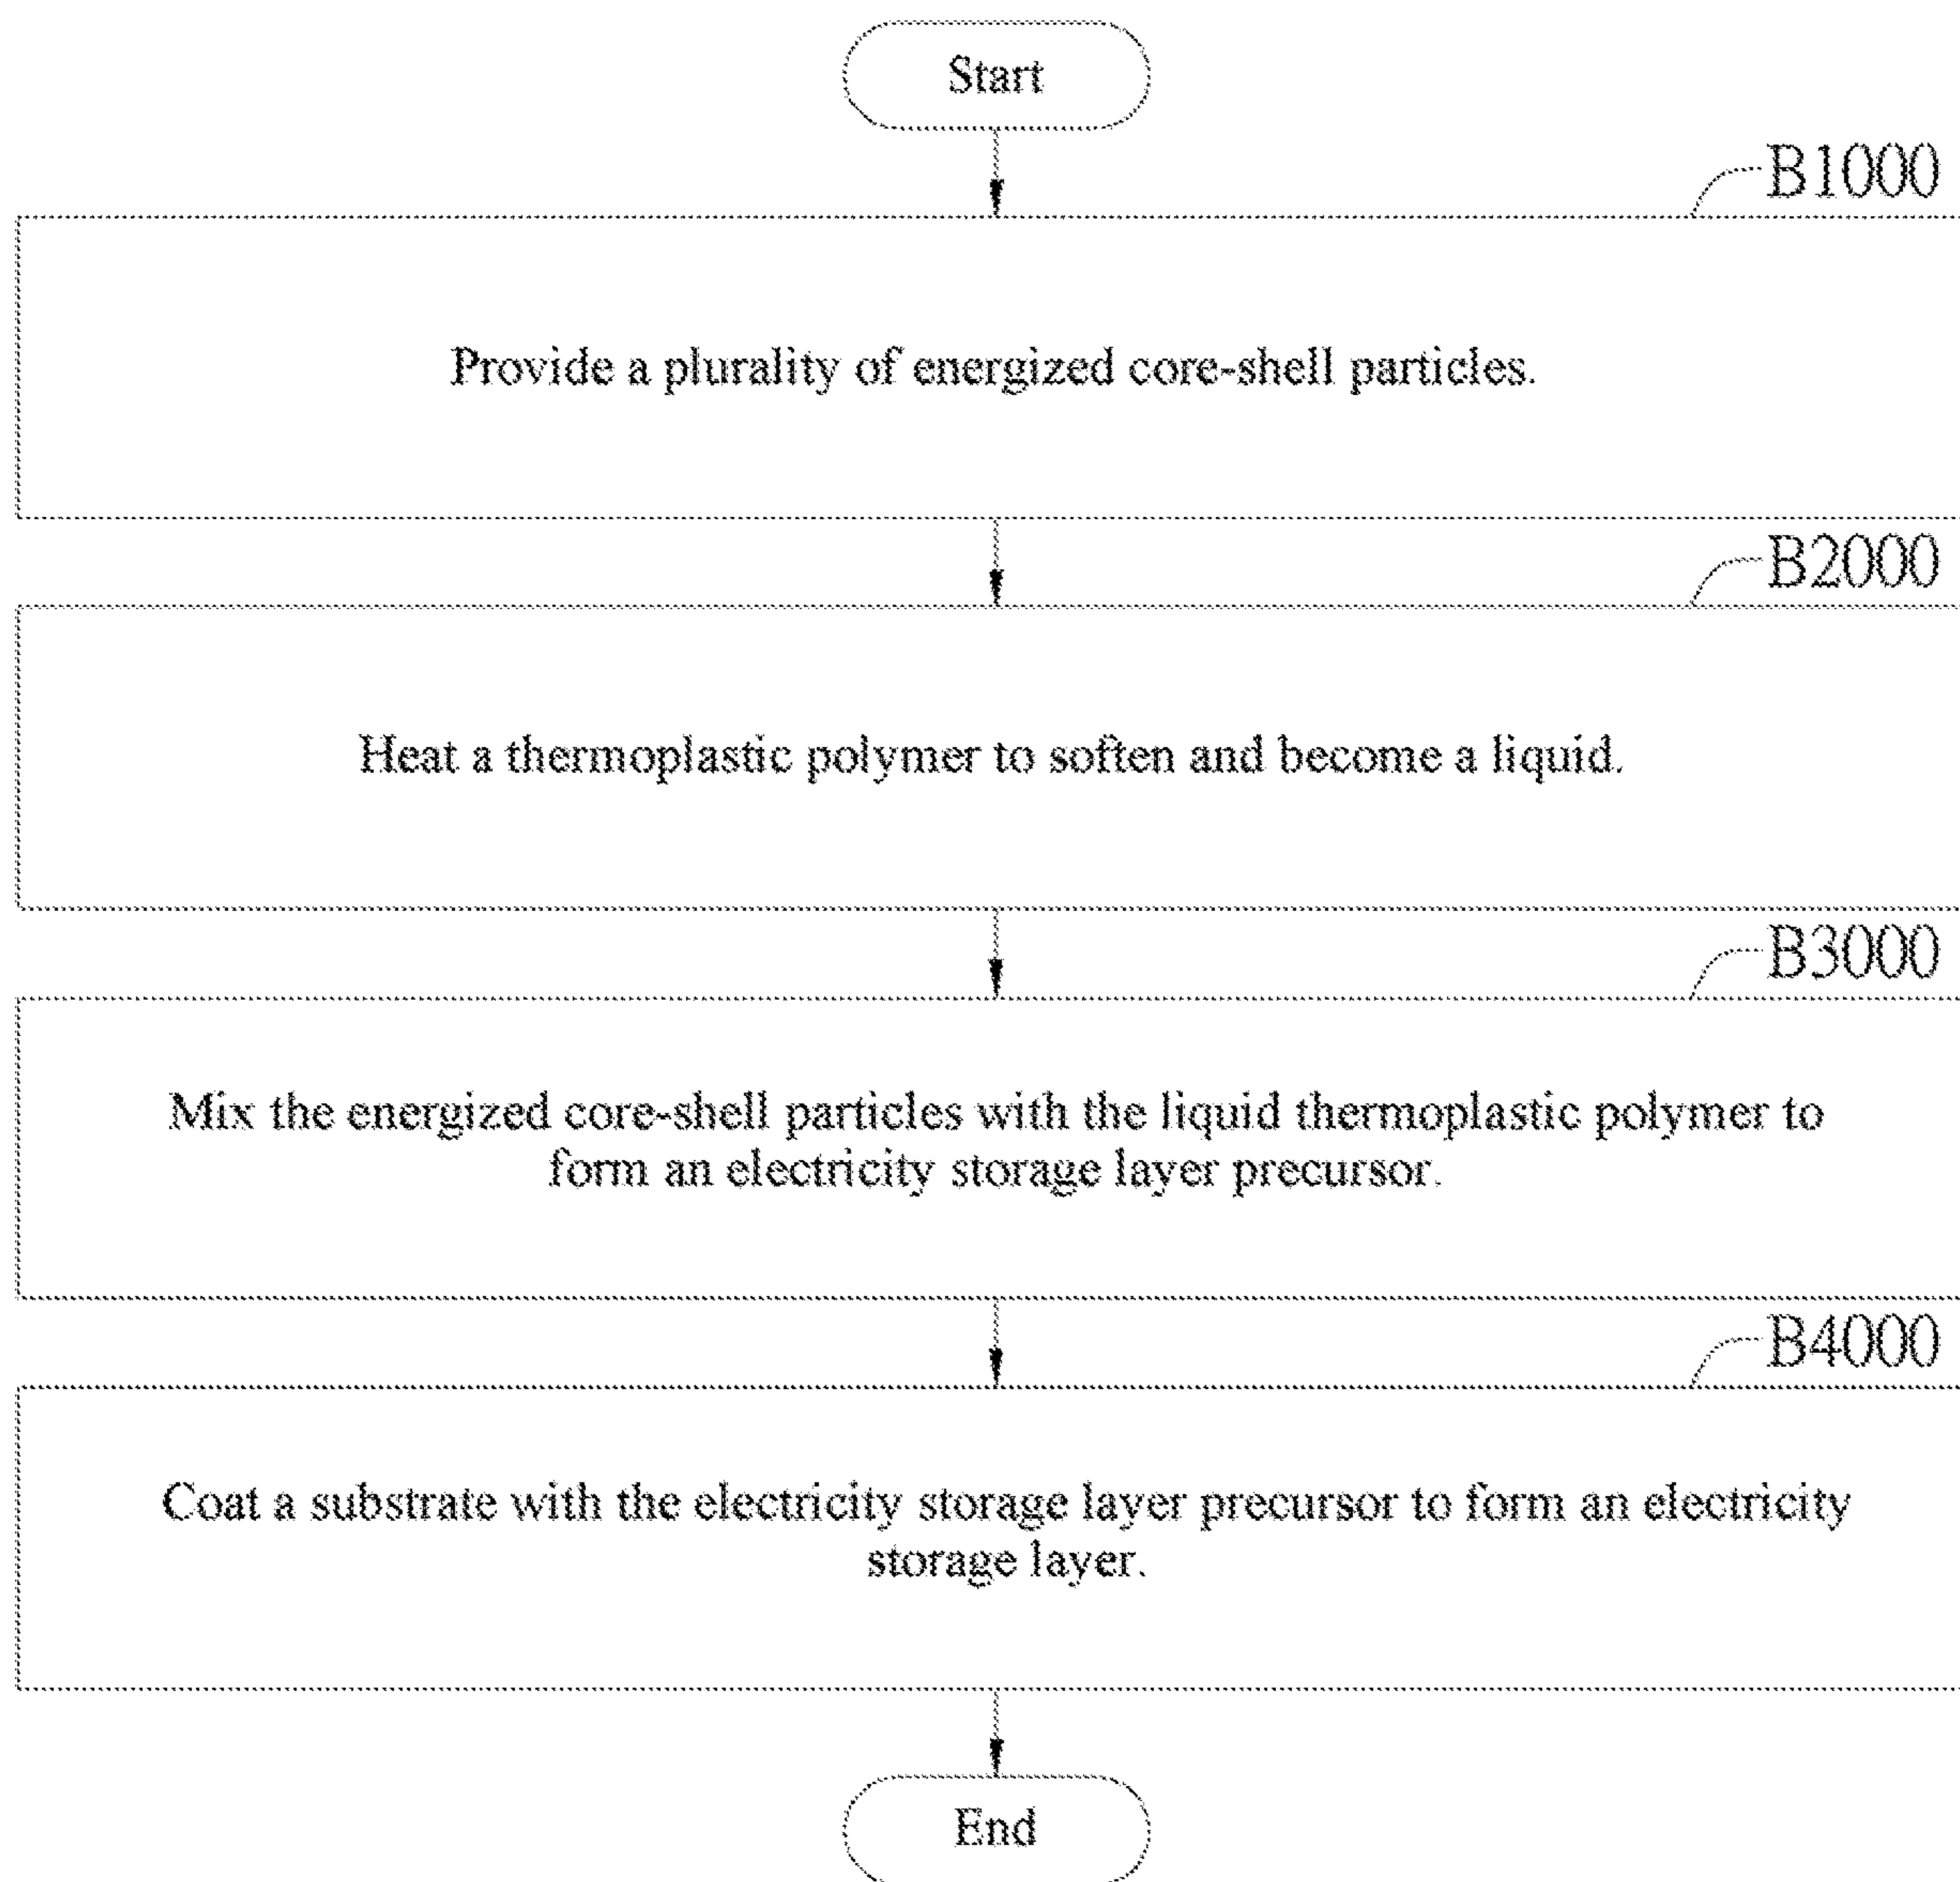 Start
B1000
Provide a plurality of energized core-shell particles.
B2000
Heat a thermoplastic polymer to soften and become a liquid.
B3000
Mix the energized core-shell particles with the liquid thermoplastic polymer to
form an electricity storage layer precursor.
B4000
Coat a substrate with the electricity storage layer precursor to form an electricity
storage layer.
End